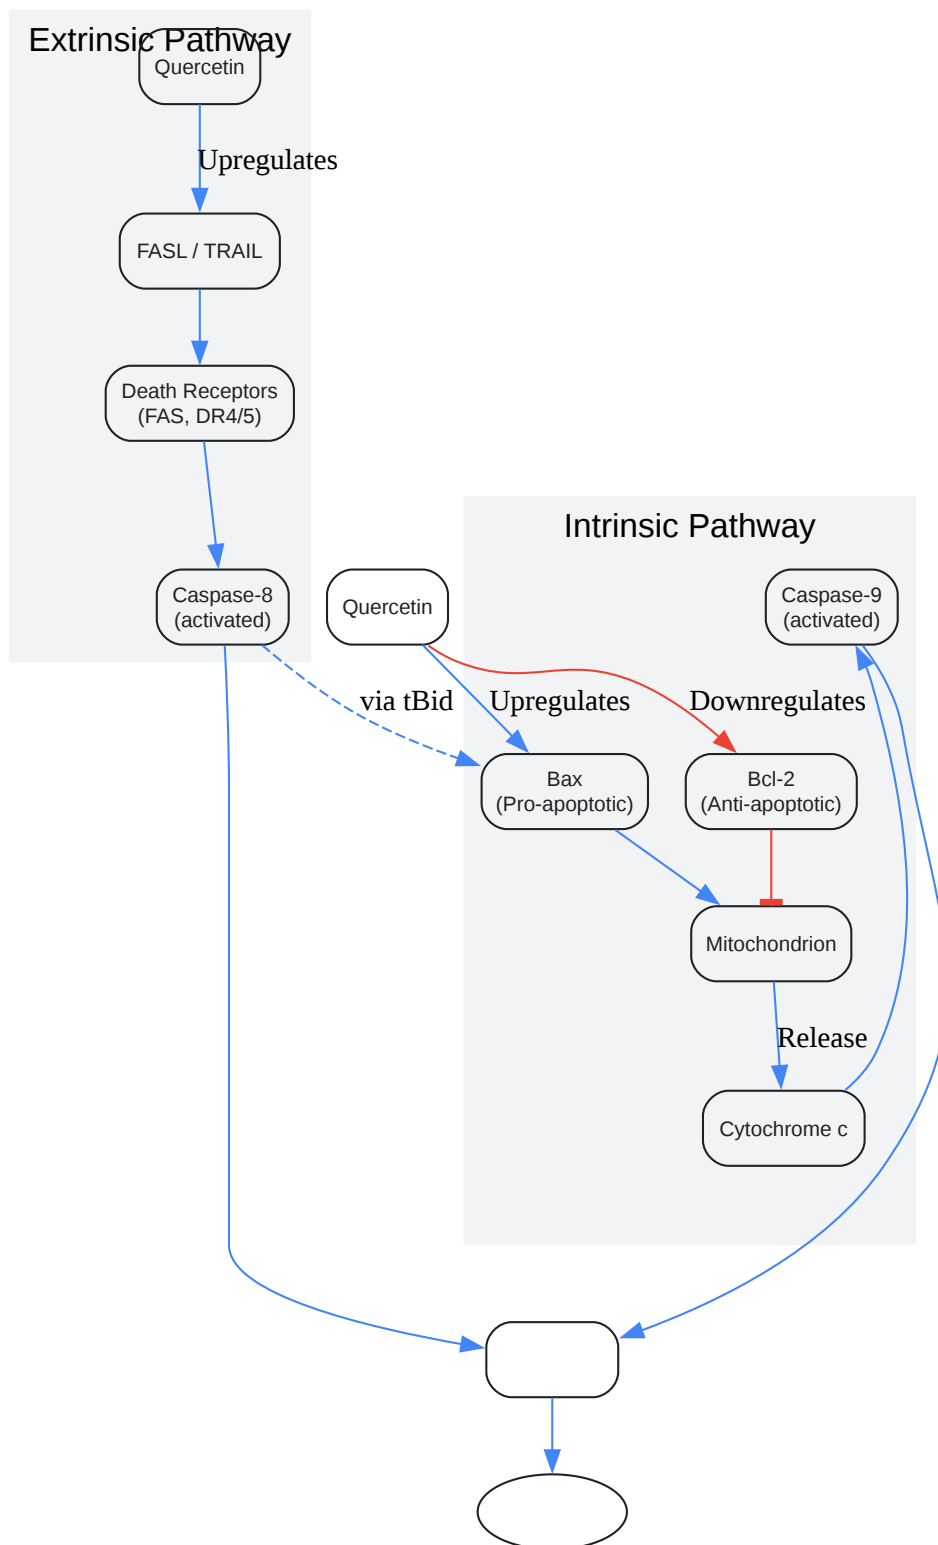 Extrinsic Pathway
Quercetin
Upregulates
FASL / TRAIL
Death Receptors
(FAS, DR4/5)
Caspase-8
(activated)
Quercetin
Intrinsic Pathway
Caspase-9
(activated)
via tBid
Upregulates
Downregulates
Bax
(Pro-apoptotic)
Bcl-2
(Anti-apoptotic)
Mitochondrion
Release
Cytochrome c